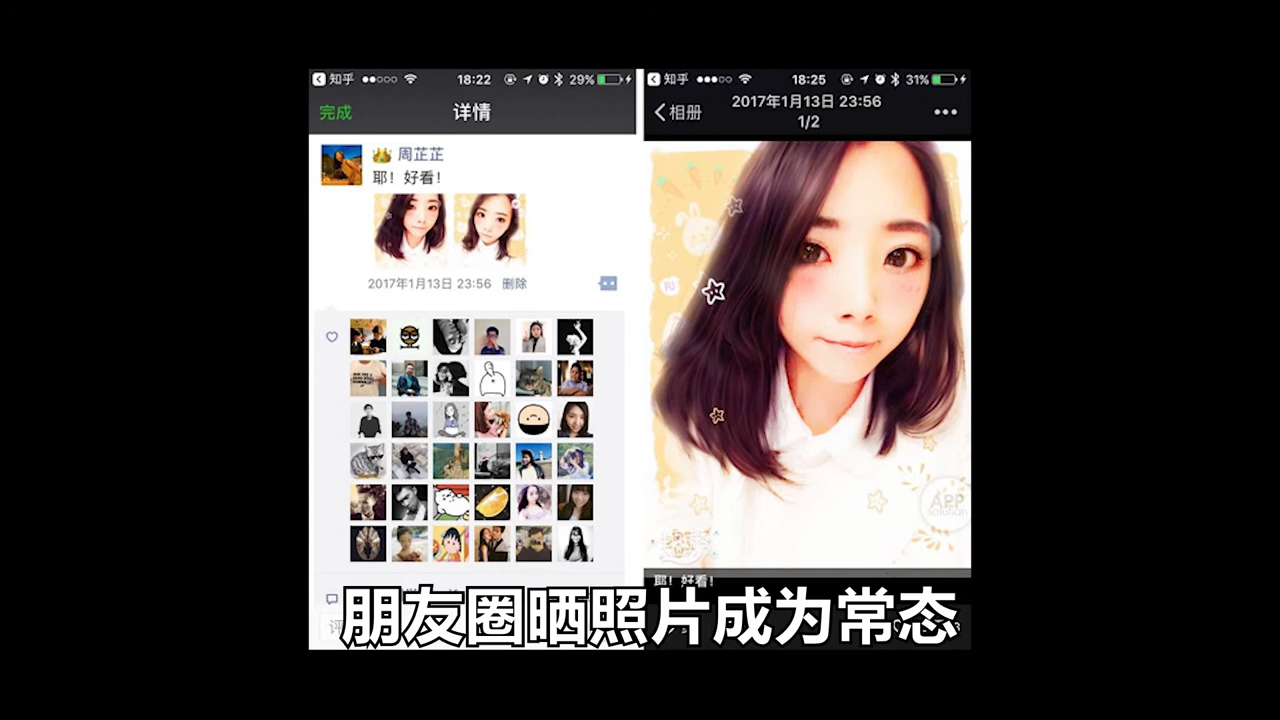 知乎 18:22 29%
完成 详情
周芷芷
耶！好看！
2017年1月13日 23:56 删除
知乎 18:25 31%
相册 2017年1月13日 23:56
1/2
APP
solution
耶！好看！
朋友圈晒照片成为常态